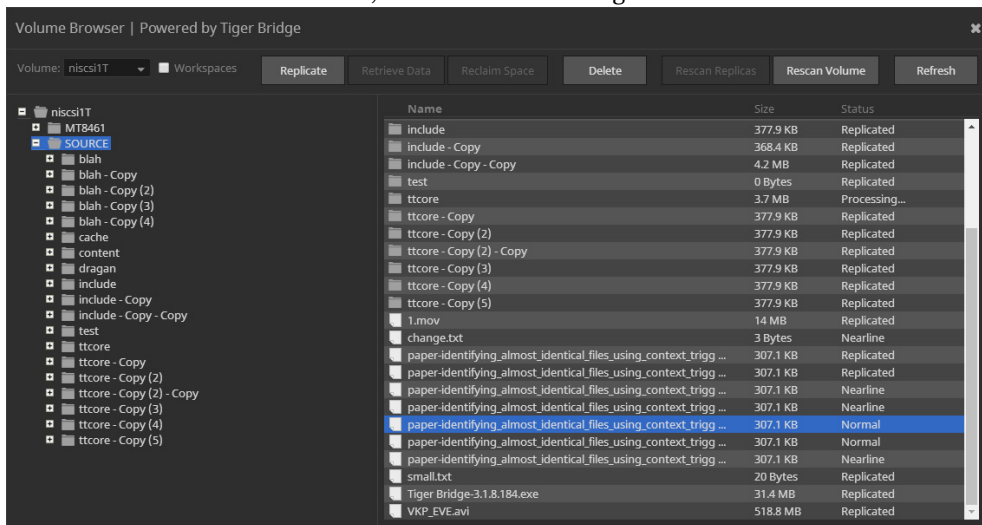 Volume Browser | Powered by Tiger Bridge
Volume: niscsi1T Workspaces Replicate Retrieve Data Reclaim Space Delete Rescan Replicas Rescan Volume Refresh
niscsi1T
MT8461
SOURCE
blah
blah - Copy
blah - Copy (2)
blah - Copy (3)
blah - Copy (4)
cache
content
dragan
include
include - Copy
include - Copy - Copy
test
ttcore
ttcore - Copy
ttcore - Copy (2)
ttcore - Copy (2) - Copy
ttcore - Copy (3)
ttcore - Copy (4)
ttcore - Copy (5)
Name Size Status
include 377.9 KB Replicated
include - Copy 368.4 KB Replicated
include - Copy - Copy 4.2 MB Replicated
test 0 Bytes Replicated
ttcore 3.7 MB Processing...
ttcore - Copy 377.9 KB Replicated
ttcore - Copy (2) 377.9 KB Replicated
ttcore - Copy (2) - Copy 377.9 KB Replicated
ttcore - Copy (3) 377.9 KB Replicated
ttcore - Copy (4) 377.9 KB Replicated
ttcore - Copy (5) 377.9 KB Replicated
1.mov 14 MB Replicated
change.txt 3 Bytes Nearline
paper-identifying_almost_identical_files_using_context_trigg ... 307.1 KB Replicated
paper-identifying_almost_identical_files_using_context_trigg ... 307.1 KB Replicated
paper-identifying_almost_identical_files_using_context_trigg ... 307.1 KB Nearline
paper-identifying_almost_identical_files_using_context_trigg ... 307.1 KB Nearline
paper-identifying_almost_identical_files_using_context_trigg ... 307.1 KB Normal
paper-identifying_almost_identical_files_using_context_trigg ... 307.1 KB Normal
paper-identifying_almost_identical_files_using_context_trigg ... 307.1 KB Nearline
small.txt 20 Bytes Replicated
Tiger Bridge-3.1.8.184.exe 31.4 MB Replicated
VKP_EVE.avi 518.8 MB Replicated